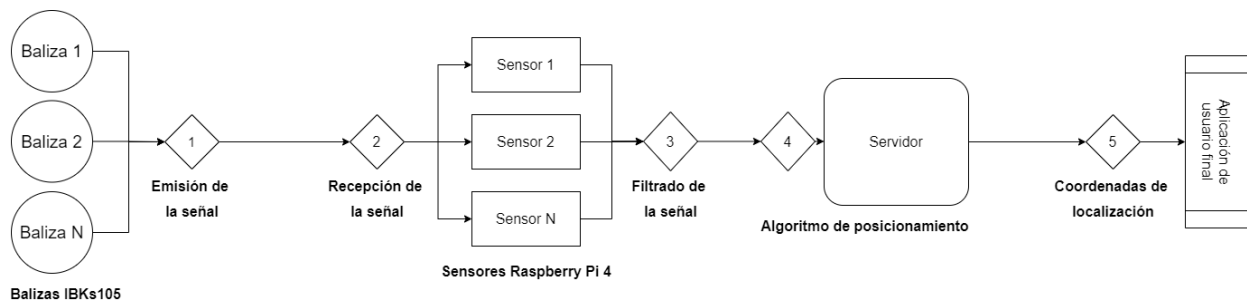 Baliza 1
Baliza 2
Baliza N
Balizas IBKs105
1
Emisión de
la señal
2
Recepción de
la señal
Sensor 1
Sensor 2
Sensor N
Sensores Raspberry Pi 4
3
Filtrado de
la señal
4
Servidor
Algoritmo de posicionamiento
5
Coordenadas de
localización
Aplicación de
usuario final